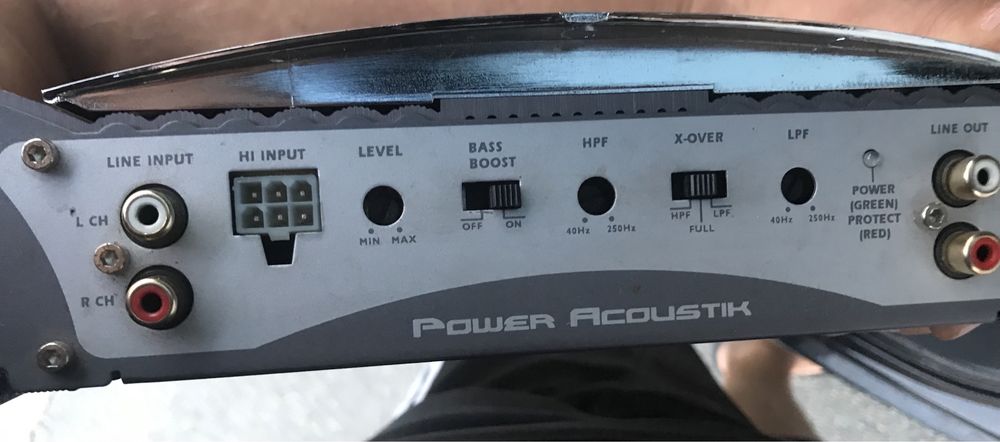 LINE INPUT
HI INPUT
LEVEL
BASS
BOOST
HPF
X-OVER
LPF
LINE OUT
L CH
R CH
MIN MAX
OFF ON
40Hz 250Hz
HPF LPF
FULL
40Hz 250Hz
POWER
(GREEN)
PROTECT
(RED)
POWER ACOUSTIK